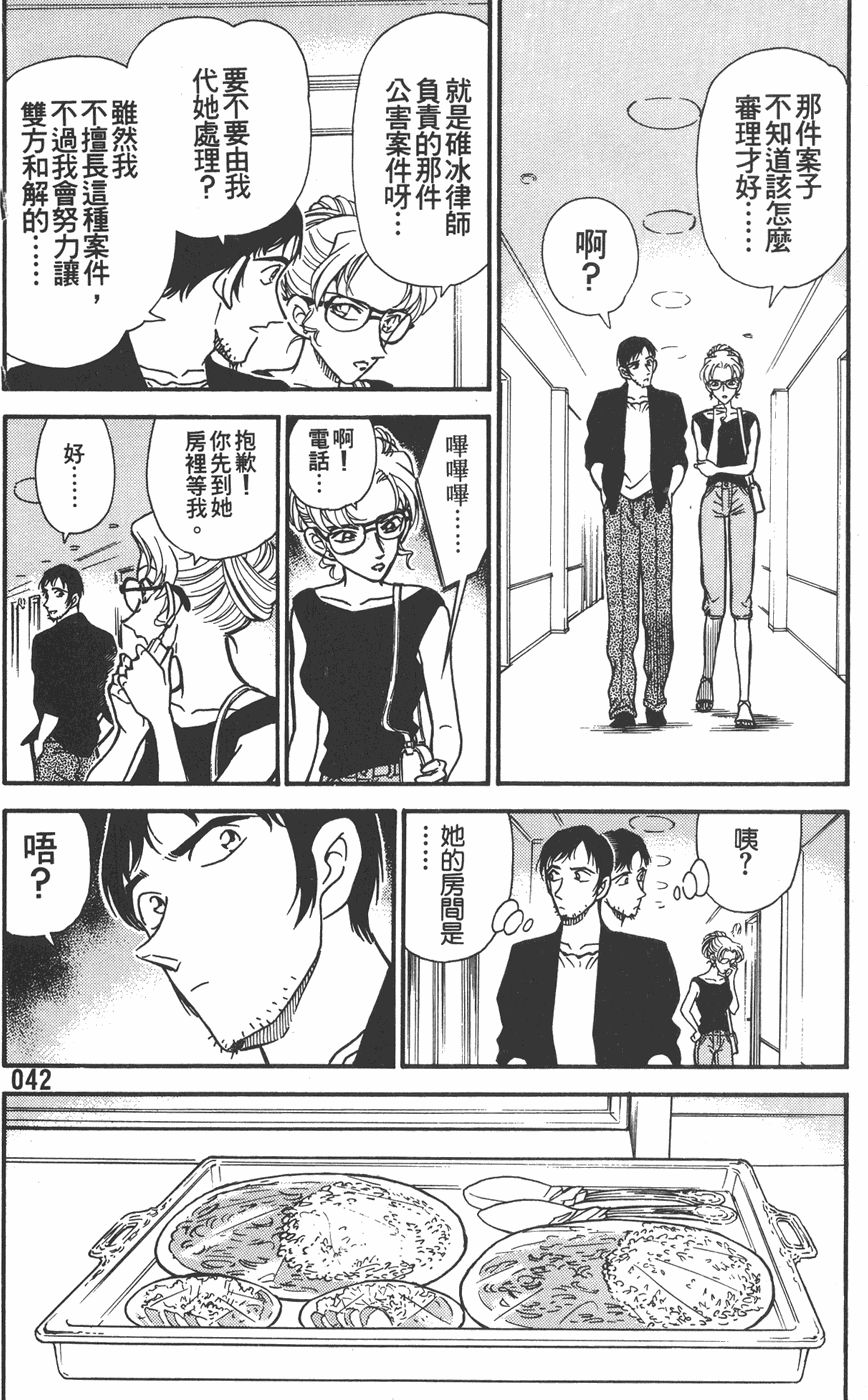 那件案子
不知道該怎麼
審理才好…
啊？
就是碓冰律師
負責的那件
公害案件呀…
要不要由我
代她處理？
雖然我
不擅長這種案件，
不過我會努力讓
雙方和解的……
嗶嗶嗶……
啊！
電話…
抱歉！
你先到她
房裡等我。
好……
咦？
她的房間是
……
唔？
042